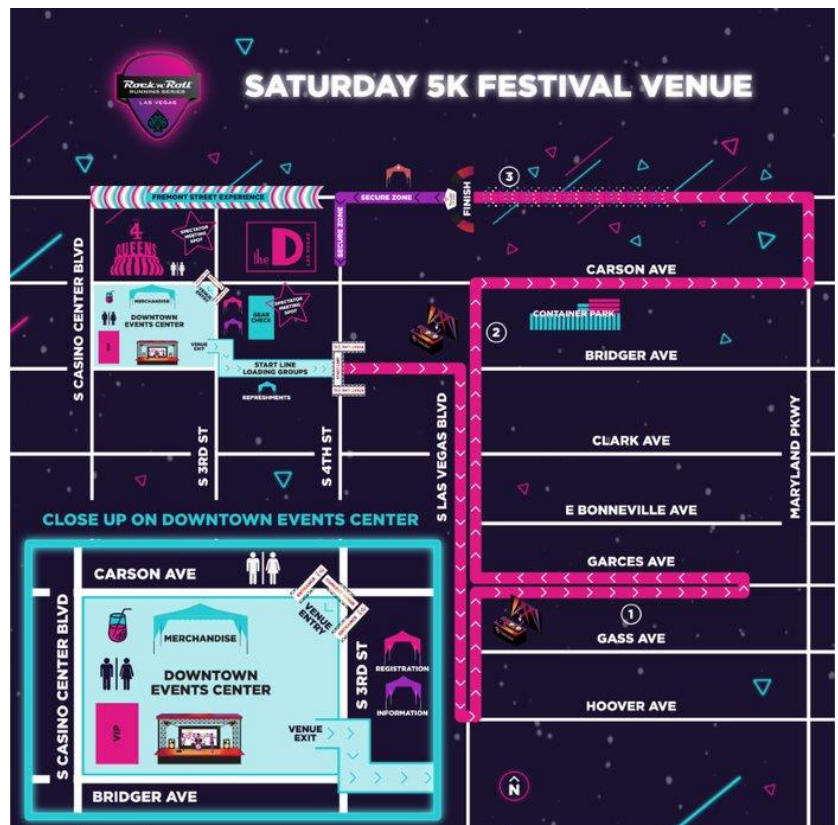 Rock'n'Roll
RUNNING SERIES
LAS VEGAS
SATURDAY 5K FESTIVAL VENUE
FREMONT STREET EXPERIENCE
SECURE ZONE
FINISH
3
SECURE ZONE
4
QUEENS
SPECTATOR
MEETING
SPOT
the D
LAS VEGAS
S CASINO CENTER BLVD
CARSON AVE
MERCHANDISE
DOWNTOWN
EVENTS CENTER
VENUE
ENTRY
GEAR
CHECK
SPECTATOR
MEETING
SPOT
VIP
VENUE
EXIT
START LINE
LOADING GROUPS
START LINE
REFRESHMENTS
2
CONTAINER PARK
BRIDGER AVE
S 3RD ST
S 4TH ST
S LAS VEGAS BLVD
MARYLAND PKWY
CLARK AVE
E BONNEVILLE AVE
GARCES AVE
1
GASS AVE
HOOVER AVE
N
CLOSE UP ON DOWNTOWN EVENTS CENTER
CARSON AVE
S CASINO CENTER BLVD
MERCHANDISE
VENUE
ENTRY
DOWNTOWN
EVENTS CENTER
VIP
VENUE
EXIT
S 3RD ST
REGISTRATION
INFORMATION
BRIDGER AVE